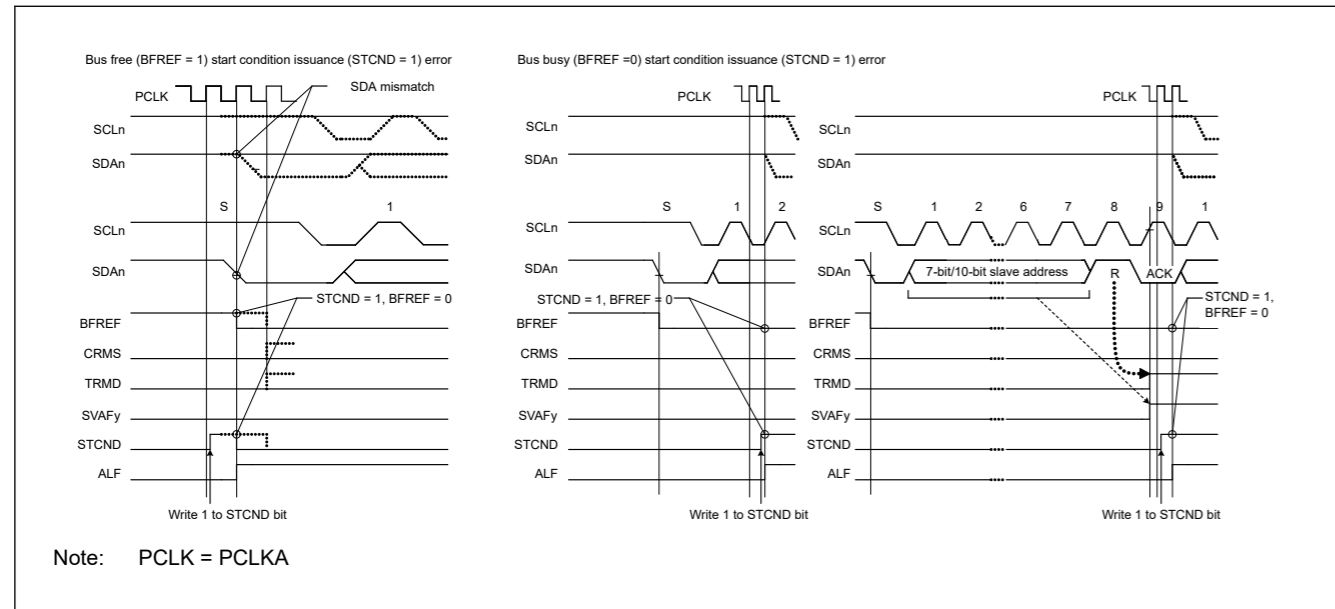 Bus free (BFREF = 1) start condition issuance (STCND = 1) error
PCLK
SDA mismatch
SCLn
SDAn
S 1
SCLn
SDAn
STCND = 1, BFREF = 0
BFREF
CRMS
TRMD
SVAFy
STCND
ALF
Write 1 to STCND bit
Bus busy (BFREF =0) start condition issuance (STCND = 1) error
PCLK
SCLn
SDAn
S 1 2
SCLn
SDAn
STCND = 1, BFREF = 0
BFREF
CRMS
TRMD
SVAFy
STCND
ALF
Write 1 to STCND bit
PCLK
SCLn
SDAn
S 1 2 6 7 8 9 1
SCLn
SDAn
7-bit/10-bit slave address R ACK
STCND = 1,
BFREF = 0
BFREF
CRMS
TRMD
SVAFy
STCND
ALF
Write 1 to STCND bit
Note: PCLK = PCLKA